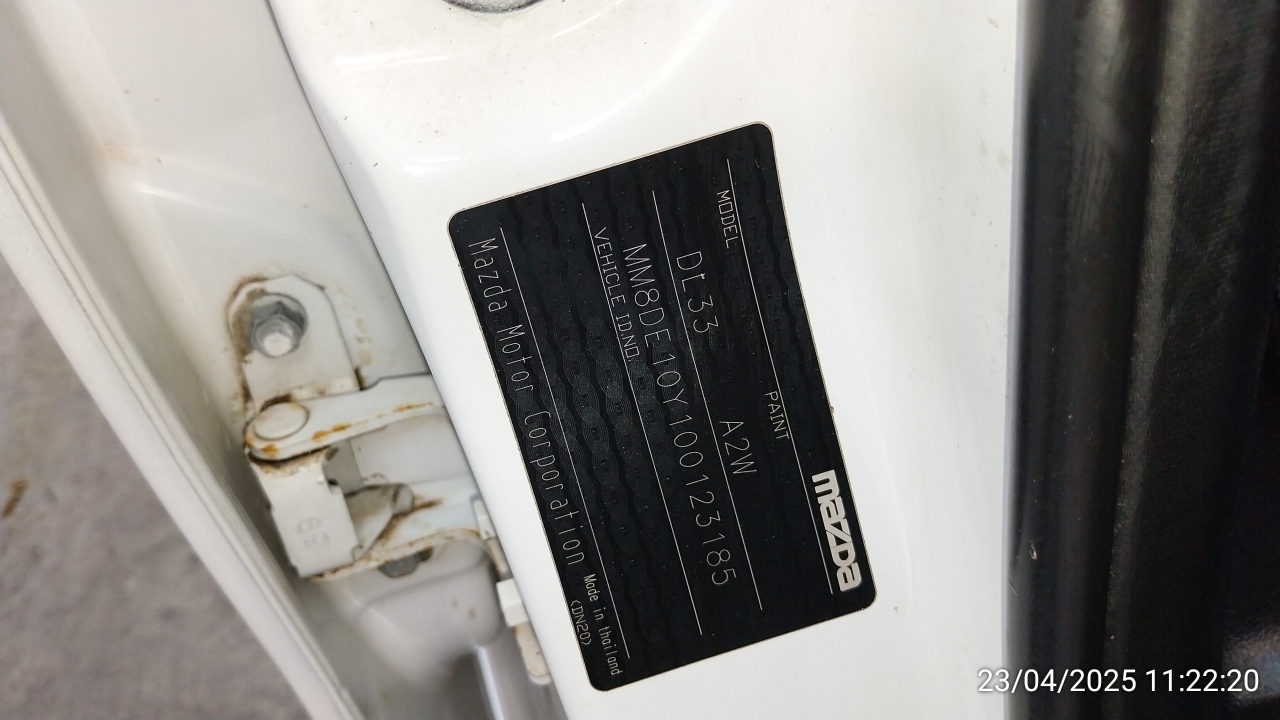 mazda
MODEL PAINT
DL33 A2W
MM8DE10Y100123185
VEHICLE ID.NO.
Mazda Motor Corporation Made in thailand
(DN20)
23/04/2025 11:22:20